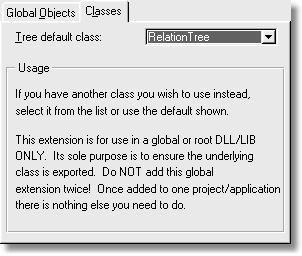 Global Objects Classes
Tree default class: RelationTree
Usage
If you have another class you wish to use instead,
select it from the list or use the default shown.
This extension is for use in a global or root DLL/LIB
ONLY. Its sole purpose is to ensure the underlying
class is exported. Do NOT add this global
extension twice! Once added to one project/application
there is nothing else you need to do.